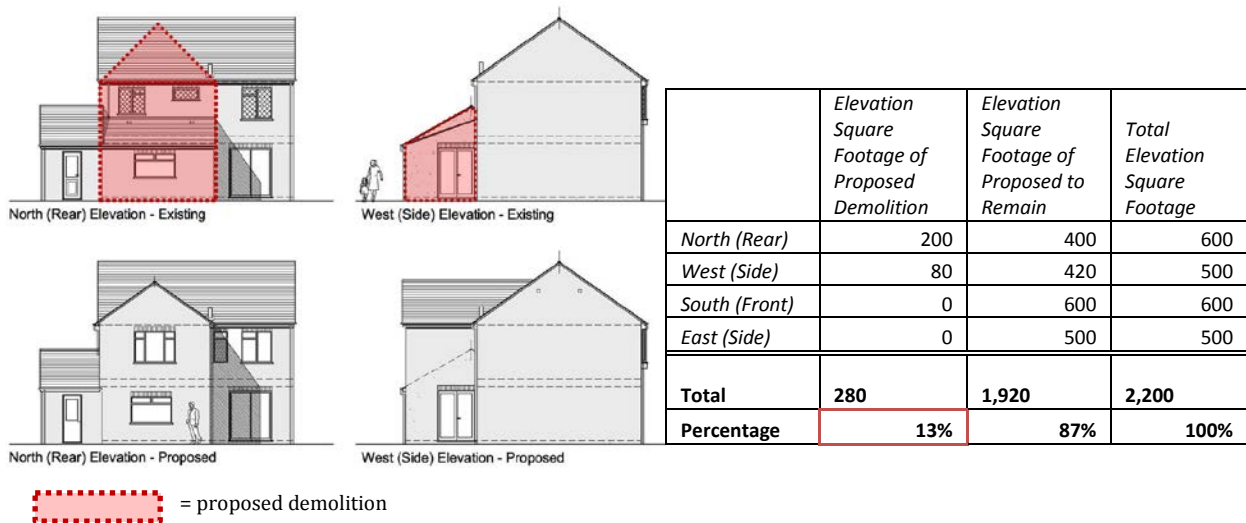 North (Rear) Elevation - Existing
West (Side) Elevation - Existing
North (Rear) Elevation - Proposed
West (Side) Elevation - Proposed
= proposed demolition
Elevation Square Footage of Proposed Demolition | Elevation Square Footage of Proposed to Remain | Total Elevation Square Footage
North (Rear) 200 400 600
West (Side) 80 420 500
South (Front) 0 600 600
East (Side) 0 500 500
Total 280 1,920 2,200
Percentage 13% 87% 100%